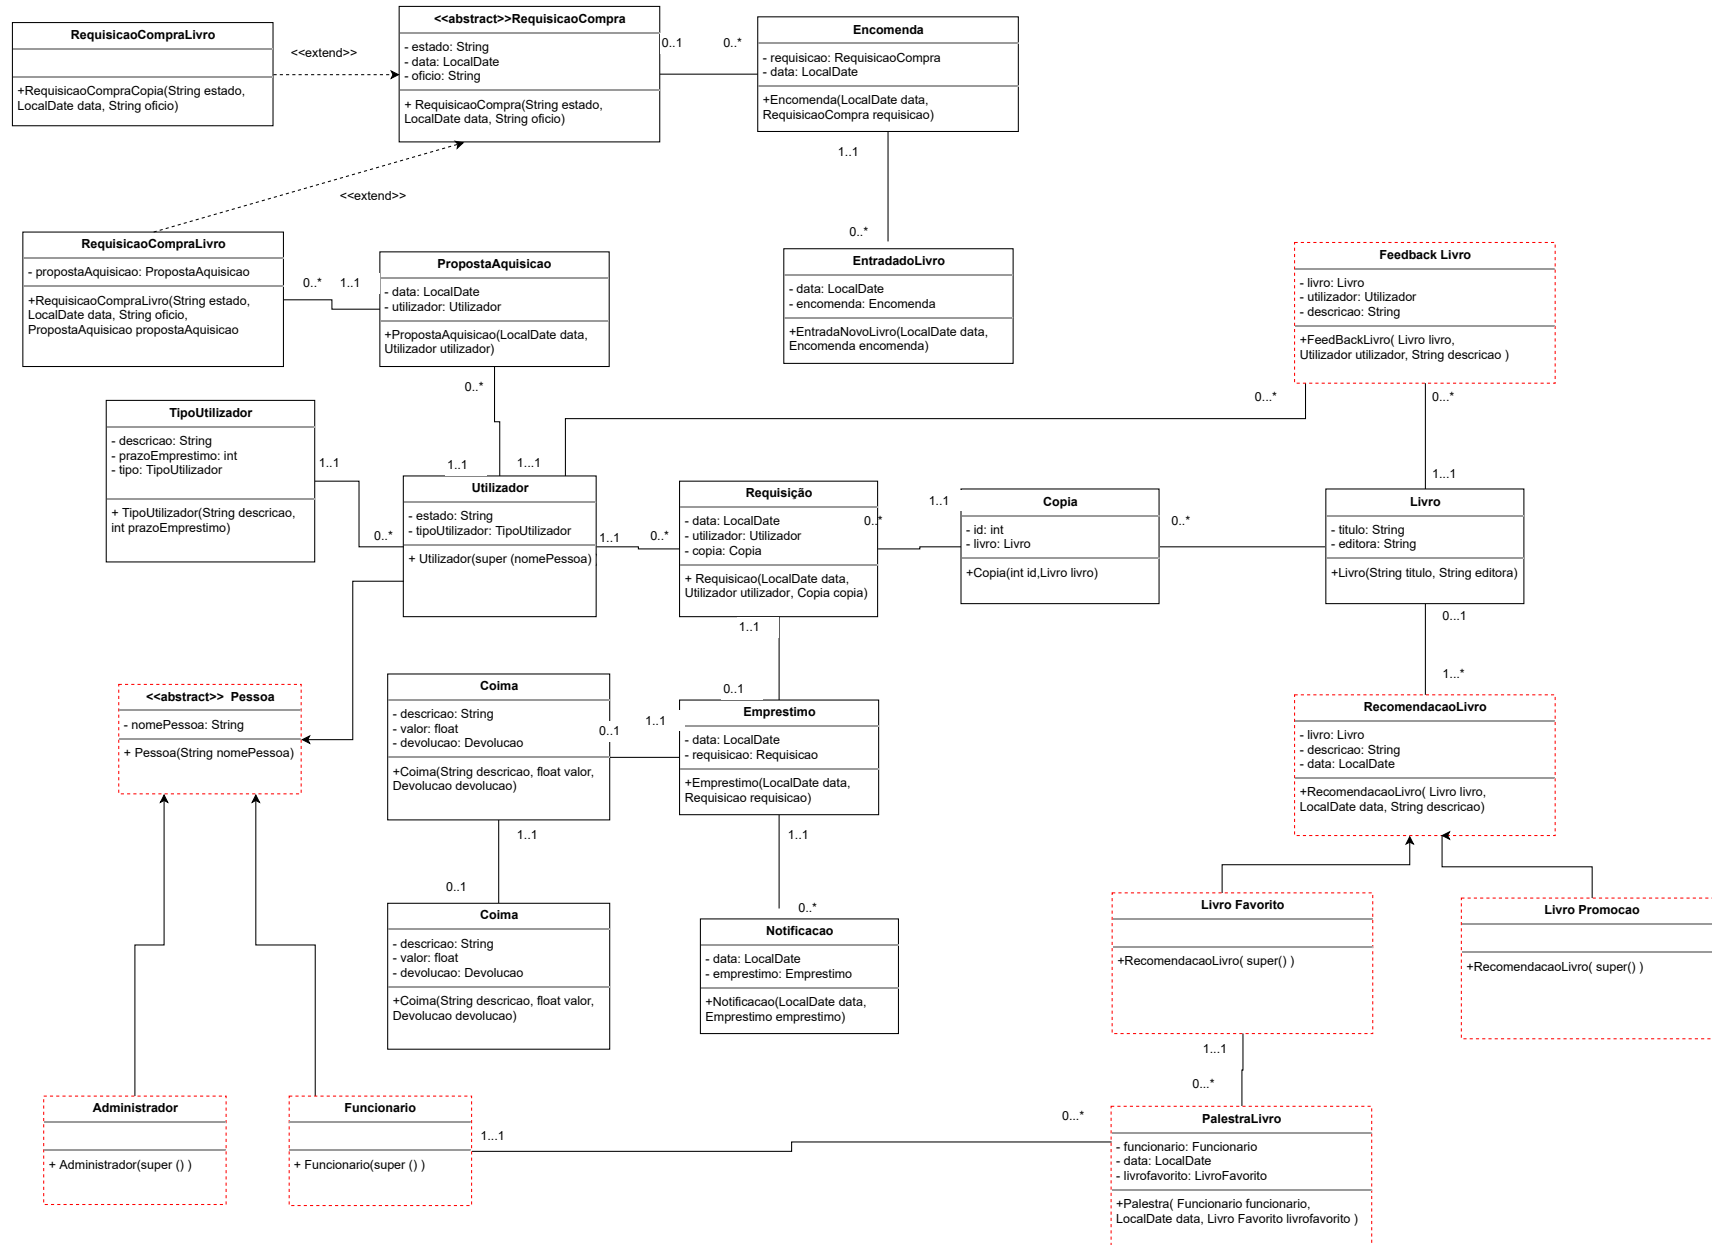 RequisicaoCompraLivro
+RequisicaoCompraCopia(String estado,
LocalDate data, String oficio)
<<extend>>
<<abstract>>RequisicaoCompra
- estado: String
- data: LocalDate
- oficio: String
+ RequisicaoCompra(String estado,
LocalDate data, String oficio)
0..1
0..*
Encomenda
- requisicao: RequisicaoCompra
- data: LocalDate
+Encomenda(LocalDate data,
RequisicaoCompra requisicao)
1..1
0..*
<<extend>>
RequisicaoCompraLivro
- propostaAquisicao: PropostaAquisicao
+RequisicaoCompraLivro(String estado,
LocalDate data, String oficio,
PropostaAquisicao propostaAquisicao
0..*
1..1
PropostaAquisicao
- data: LocalDate
- utilizador: Utilizador
+PropostaAquisicao(LocalDate data,
Utilizador utilizador)
0..*
EntradadoLivro
- data: LocalDate
- encomenda: Encomenda
+EntradaNovoLivro(LocalDate data,
Encomenda encomenda)
Feedback Livro
- livro: Livro
- utilizador: Utilizador
- descricao: String
+FeedBackLivro( Livro livro,
Utilizador utilizador, String descricao )
0...*
0...*
TipoUtilizador
- descricao: String
- prazoEmprestimo: int
- tipo: TipoUtilizador
+ TipoUtilizador(String descricao,
int prazoEmprestimo)
1..1
0..*
1..1
1...1
Utilizador
- estado: String
- tipoUtilizador: TipoUtilizador
+ Utilizador(super (nomePessoa)
1..1
0..*
Requisição
- data: LocalDate
- utilizador: Utilizador
- copia: Copia
+ Requisicao(LocalDate data,
Utilizador utilizador, Copia copia)
0..*
1..1
Copia
- id: int
- livro: Livro
+Copia(int id,Livro livro)
0..*
1...1
Livro
- titulo: String
- editora: String
+Livro(String titulo, String editora)
0...1
1...*
1..1
0..1
<<abstract>> Pessoa
- nomePessoa: String
+ Pessoa(String nomePessoa)
Coima
- descricao: String
- valor: float
- devolucao: Devolucao
+Coima(String descricao, float valor,
Devolucao devolucao)
0..1
1..1
Emprestimo
- data: LocalDate
- requisicao: Requisicao
+Emprestimo(LocalDate data,
Requisicao requisicao)
RecomendacaoLivro
- livro: Livro
- descricao: String
- data: LocalDate
+RecomendacaoLivro( Livro livro,
LocalDate data, String descricao)
1..1
0..1
1..1
0..*
Coima
- descricao: String
- valor: float
- devolucao: Devolucao
+Coima(String descricao, float valor,
Devolucao devolucao)
Notificacao
- data: LocalDate
- emprestimo: Emprestimo
+Notificacao(LocalDate data,
Emprestimo emprestimo)
Livro Favorito
+RecomendacaoLivro( super() )
Livro Promocao
+RecomendacaoLivro( super() )
1...1
0...*
Administrador
+ Administrador(super () )
Funcionario
+ Funcionario(super () )
1...1
0...*
PalestraLivro
- funcionario: Funcionario
- data: LocalDate
- livrofavorito: LivroFavorito
+Palestra( Funcionario funcionario,
LocalDate data, Livro Favorito livrofavorito )